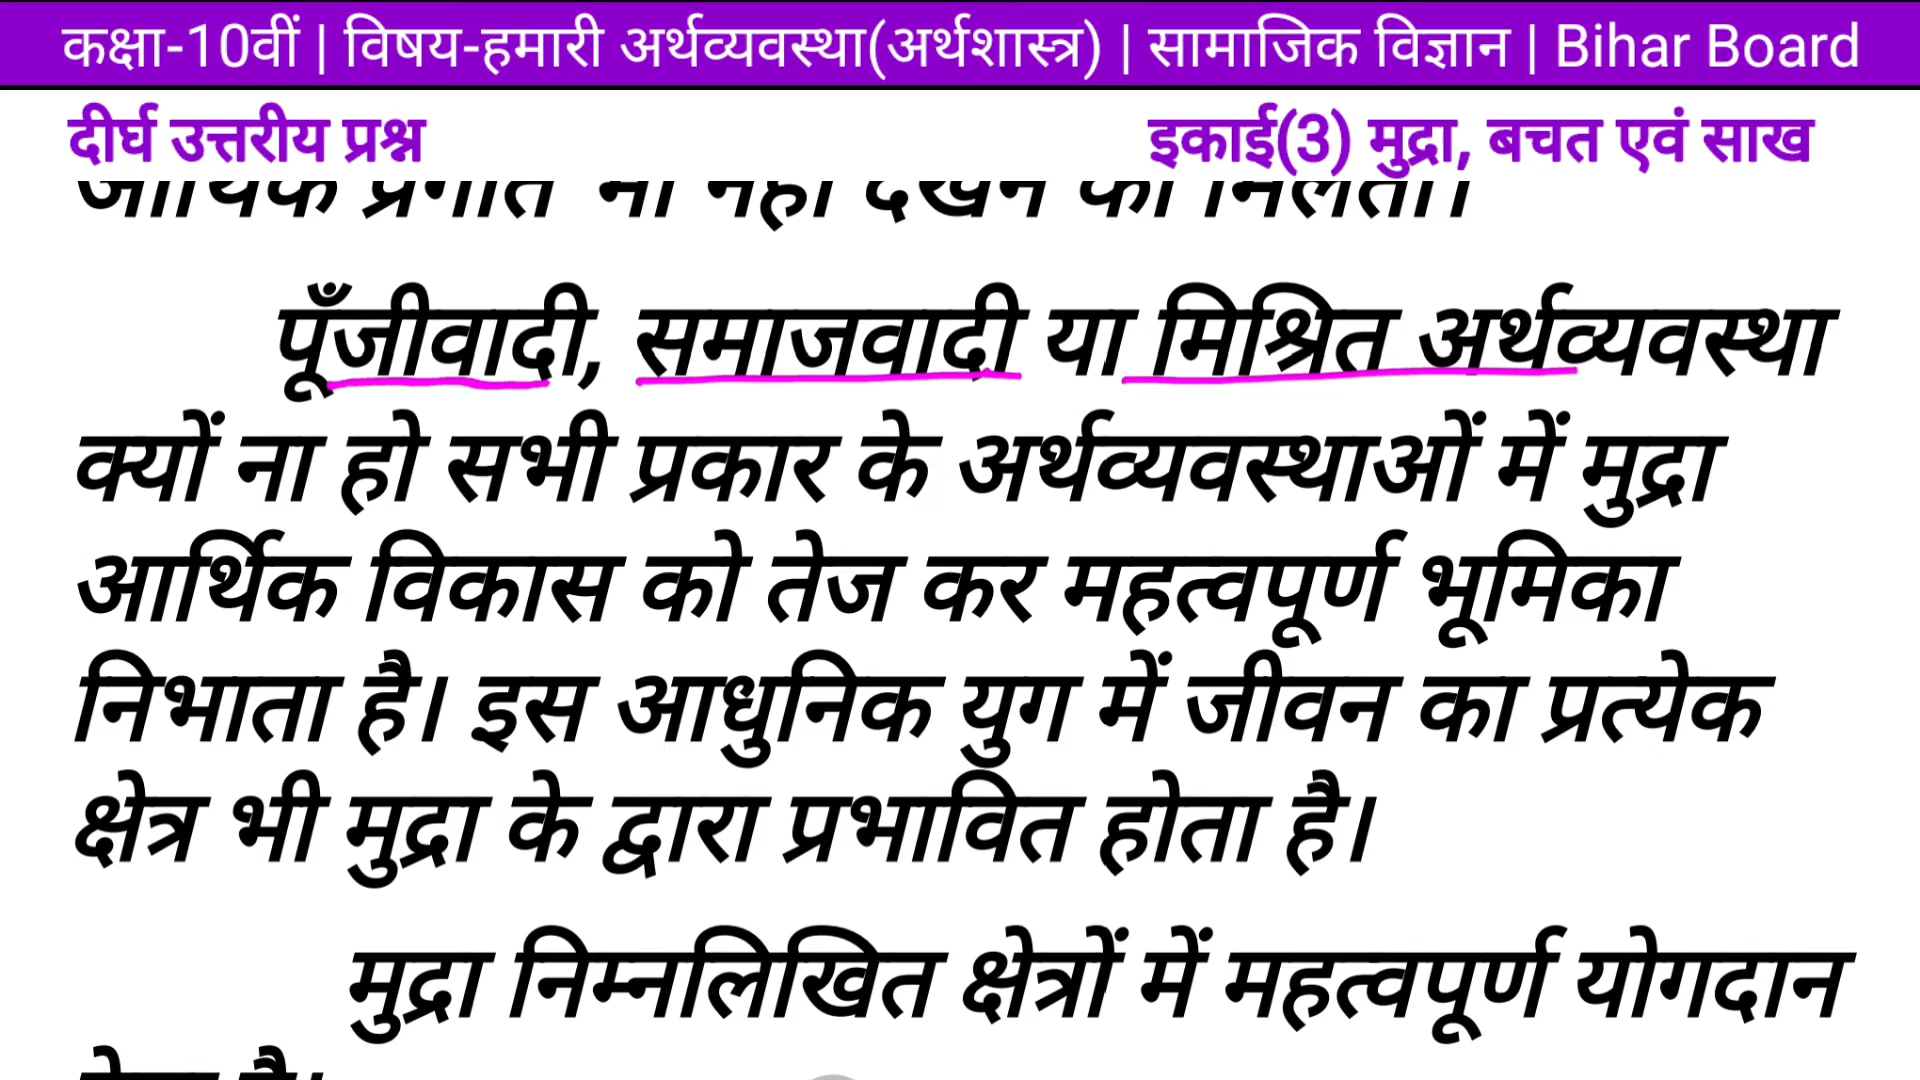 कक्षा-10वीं | विषय-हमारी अर्थव्यवस्था(अर्थशास्त्र) | सामाजिक विज्ञान | Bihar Board
दीर्घ उत्तरीय प्रश्न
इकाई(3) मुद्रा, बचत एवं साख
पूँजीवादी, समाजवादी या मिश्रित अर्थव्यवस्था
क्यों ना हो सभी प्रकार के अर्थव्यवस्थाओं में मुद्रा
आर्थिक विकास को तेज कर महत्वपूर्ण भूमिका
निभाता है। इस आधुनिक युग में जीवन का प्रत्येक
क्षेत्र भी मुद्रा के द्वारा प्रभावित होता है।
मुद्रा निम्नलिखित क्षेत्रों में महत्वपूर्ण योगदान